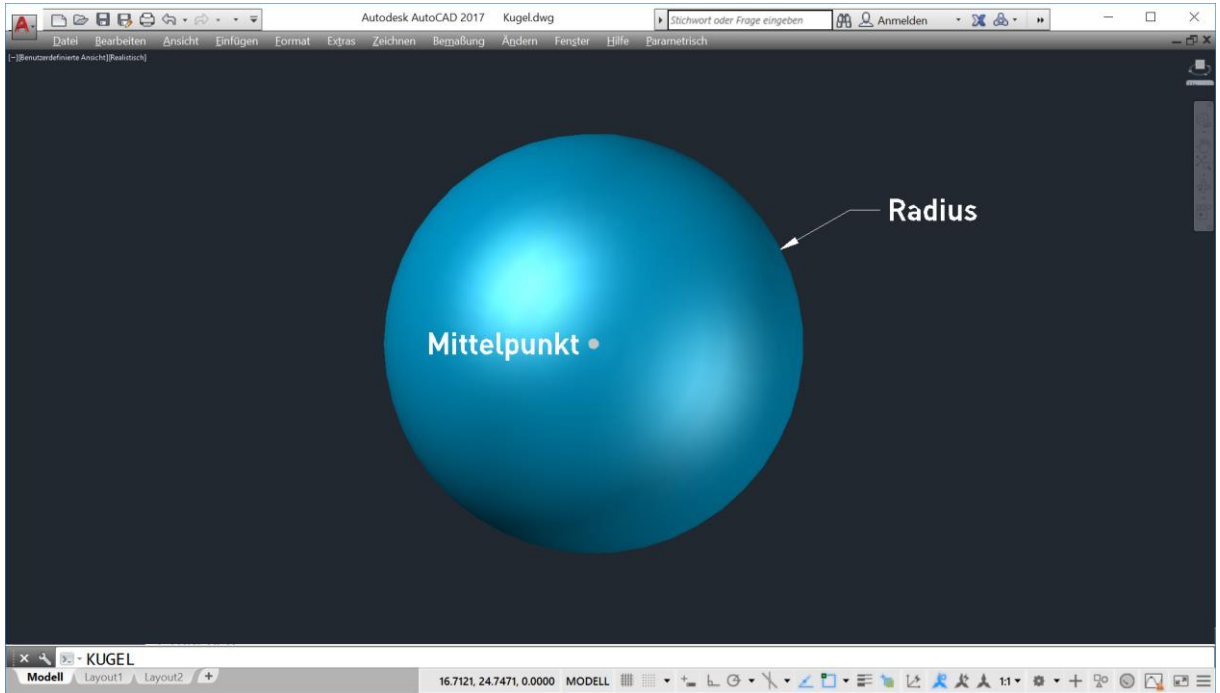 A
Autodesk AutoCAD 2017 Kugel.dwg
Stichwort oder Frage eingeben
Anmelden
Datei Bearbeiten Ansicht Einfügen Format Extras Zeichnen Bemaßung Ändern Fenster Hilfe Parametrisch
[−][Benutzerdefinierte Ansicht][Realistisch]
Radius
Mittelpunkt
KUGEL
Modell Layout1 Layout2 +
16.7121, 24.7471, 0.0000 MODELL 1:1